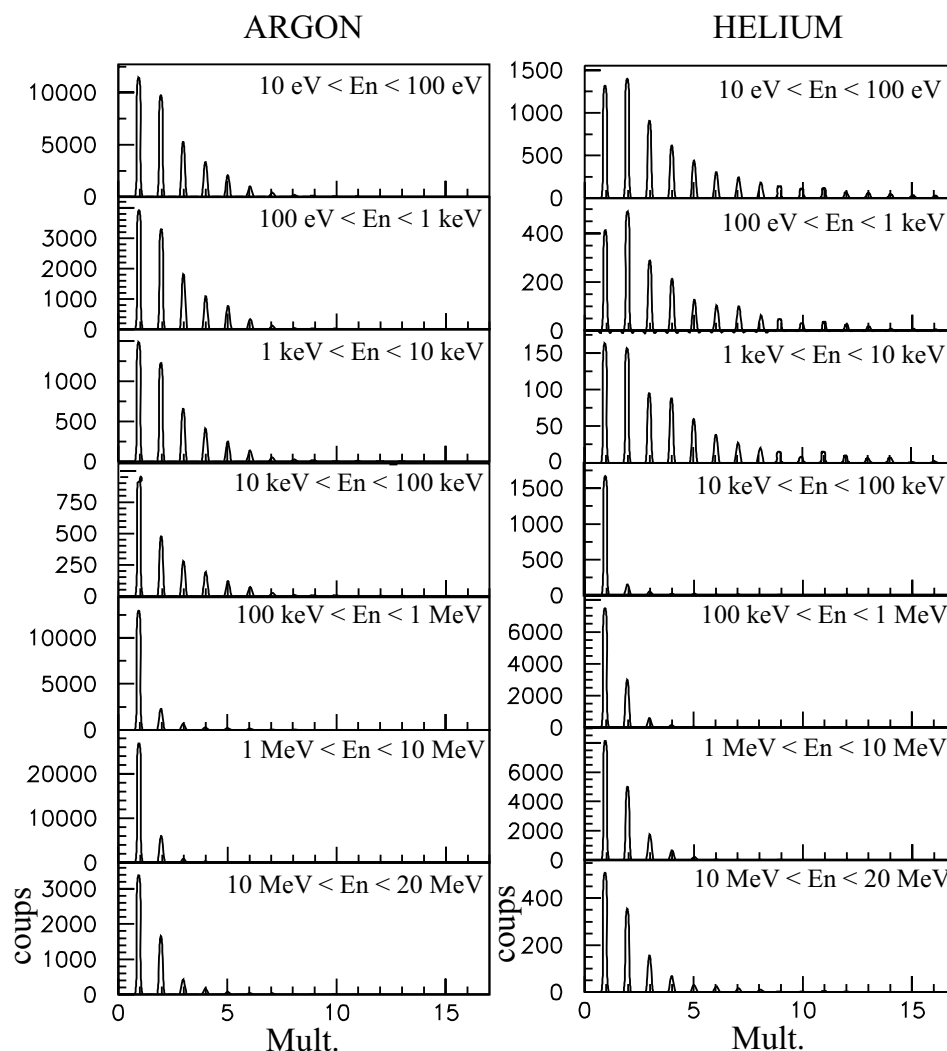 ARGON
HELIUM
10 eV < En < 100 eV
10000
5000
0
100 eV < En < 1 keV
3000
2000
1000
0
1 keV < En < 10 keV
1000
500
0
10 keV < En < 100 keV
750
500
250
0
100 keV < En < 1 MeV
10000
5000
0
1 MeV < En < 10 MeV
20000
10000
0
10 MeV < En < 20 MeV
3000
2000
1000
0
coups
0 5 10 15
Mult.
10 eV < En < 100 eV
1500
1000
500
0
100 eV < En < 1 keV
400
200
0
1 keV < En < 10 keV
150
100
50
0
10 keV < En < 100 keV
1500
1000
500
0
100 keV < En < 1 MeV
6000
4000
2000
0
1 MeV < En < 10 MeV
6000
4000
2000
0
10 MeV < En < 20 MeV
400
200
0
coups
0 5 10 15
Mult.